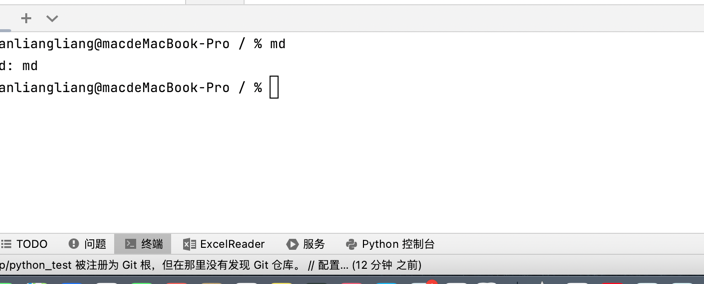 anliangliang@macdeMacBook-Pro / % md
d: md
anliangliang@macdeMacBook-Pro / %
TODO 问题 终端 ExcelReader 服务 Python 控制台
p/python_test 被注册为 Git 根，但在那里没有发现 Git 仓库。 // 配置... (12 分钟 之前)